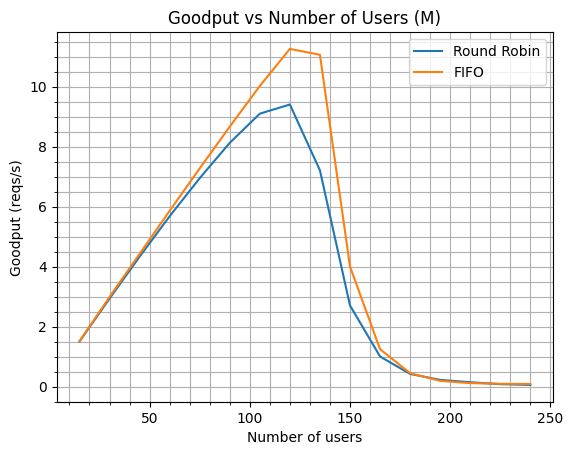 Goodput vs Number of Users (M)
Round Robin
FIFO
Goodput (reqs/s)
10
8
6
4
2
0
50
100
150
200
250
Number of users